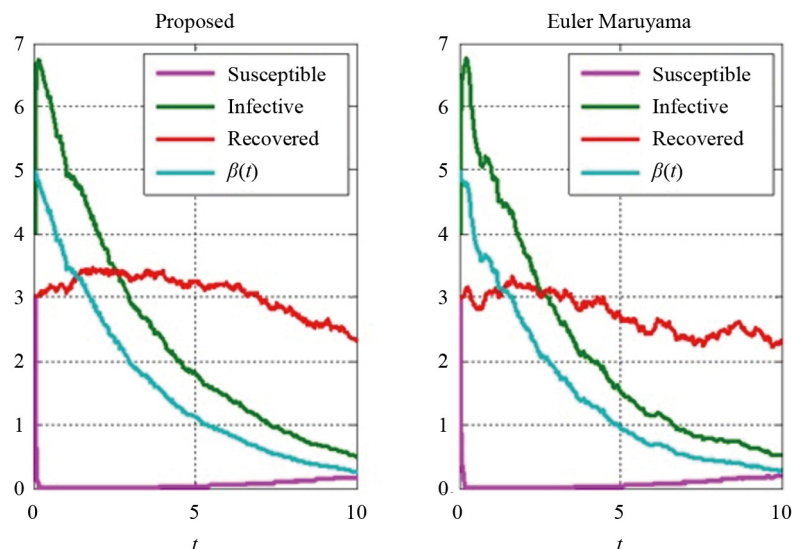 Proposed
7
6
5
4
3
2
1
0
0 5 10
t
Susceptible
Infective
Recovered
β(t)
Euler Maruyama
7
6
5
4
3
2
1
0
0 5 10
t
Susceptible
Infective
Recovered
β(t)